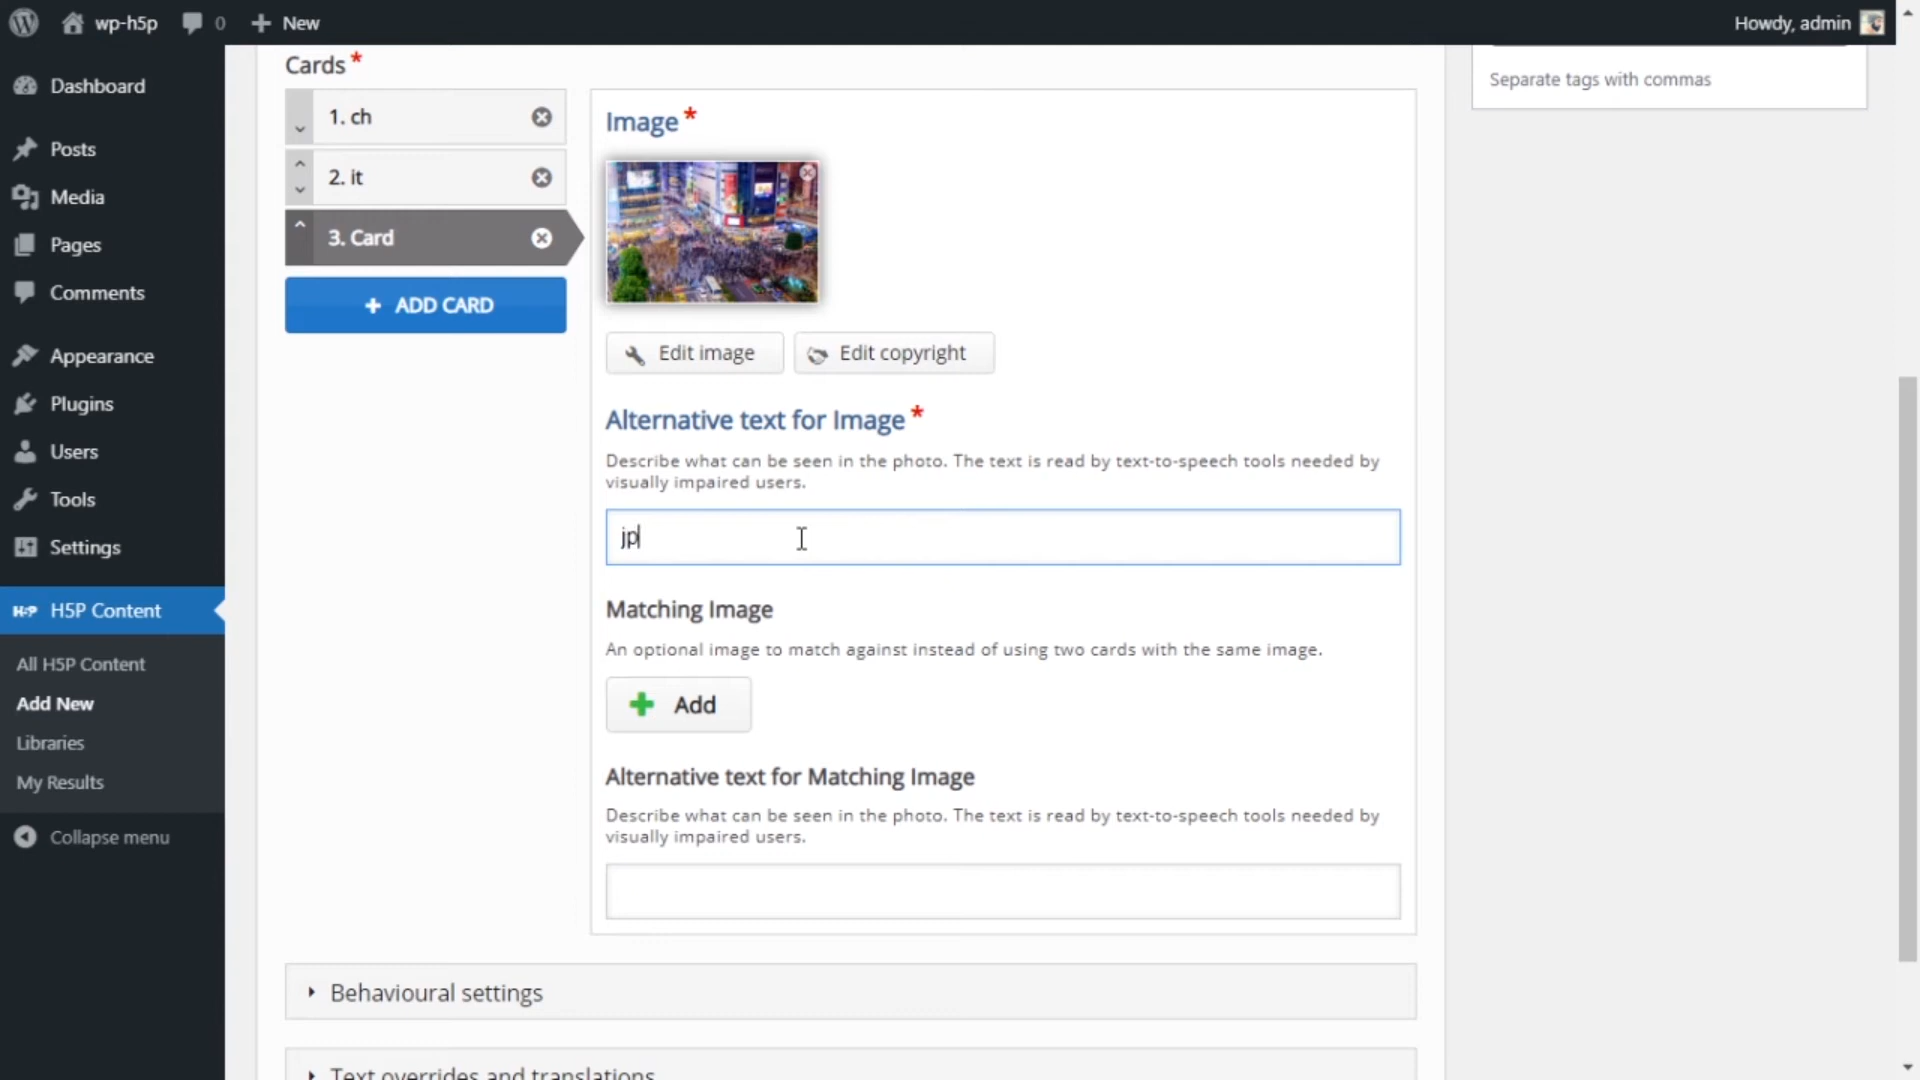 wp-h5p
0
New
Howdy, admin
Dashboard
Posts
Media
Pages
Comments
Appearance
Plugins
Users
Tools
Settings
H5P Content
All H5P Content
Add New
Libraries
My Results
Collapse menu
Cards *
1. ch
2. it
3. Card
ADD CARD
Image *
Edit image
Edit copyright
Alternative text for Image *
Describe what can be seen in the photo. The text is read by text-to-speech tools needed by
visually impaired users.
jp
Matching Image
An optional image to match against instead of using two cards with the same image.
Add
Alternative text for Matching Image
Describe what can be seen in the photo. The text is read by text-to-speech tools needed by
visually impaired users.
Behavioural settings
Text overrides and translations
Separate tags with commas